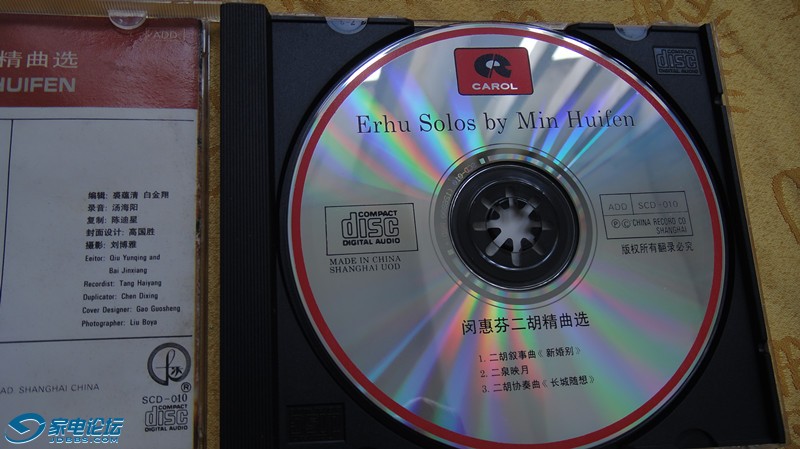 ADD
精曲选
HUIFEN
编辑: 裘蕴清 白金翔
录音: 汤海阳
复制: 陈迪星
封面设计: 高国胜
摄影: 刘博雅
Eeitor: Qiu Yunqing and
Bai Jinxiang
Recordist: Tang Haiyang
Duplicator: Chen Dixing
Cover Designer: Gao Guosheng
Photographer: Liu Boya
AD. SHANGHAI CHINA
®
SCD-010
COMPACT
disc
DIGITAL AUDIO
家电论坛
JDBBS.COM
CAROL
Erhu Solos by Min Huifen
COMPACT
disc
DIGITAL AUDIO
MADE IN CHINA
SHANGHAI UOD
ADD SCD-010
Ⓟ© CHINA RECORD CO
SHANGHAI
版权所有翻录必究
闵惠芬二胡精曲选
1. 二胡叙事曲《新婚别》
2. 二泉映月
3. 二胡协奏曲《长城随想》
COMPACT
disc